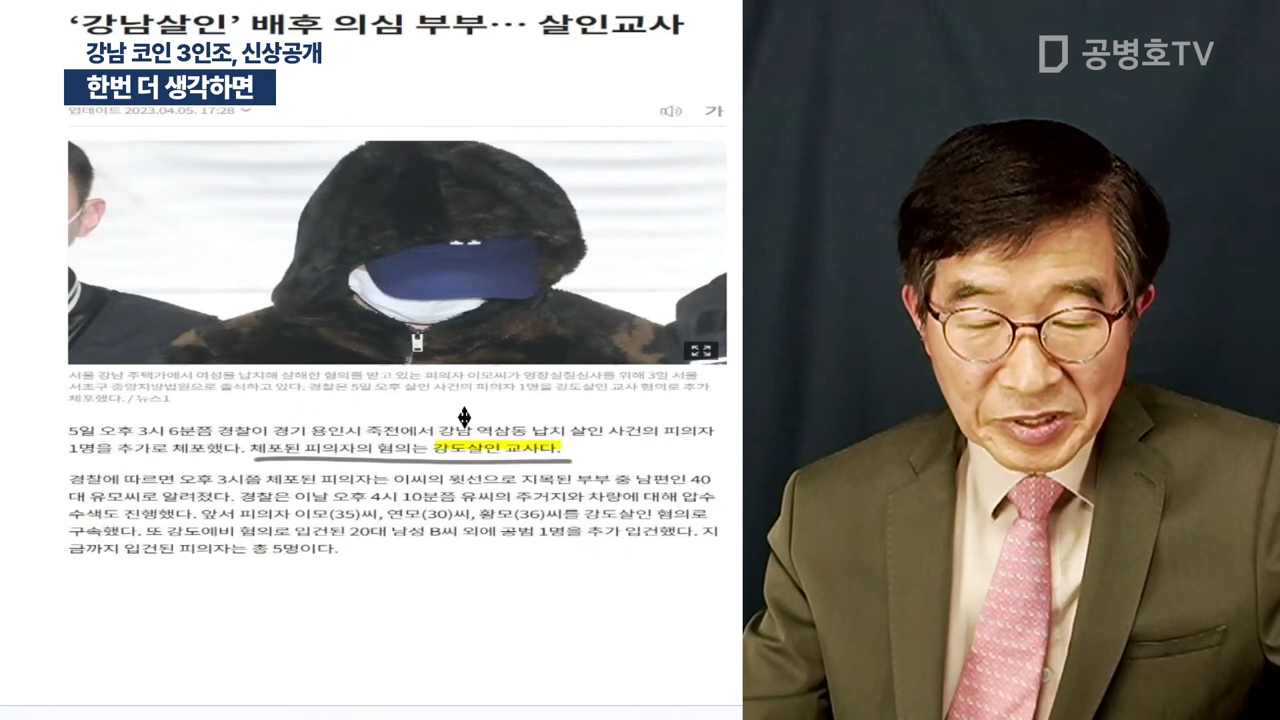 ‘강남살인’ 배후 의심 부부… 살인교사
강남 코인 3인조, 신상공개
한번 더 생각하면
업데이트 2023.04.05. 17:28
가
공병호TV
서울 강남 주택가에서 여성을 납치해 살해한 혐의를 받고 있는 피의자 이모씨가 영장실질심사를 위해 3일 서울
서초구 중앙지방법원으로 출석하고 있다. 경찰은 5일 오후 살인 사건의 피의자 1명을 강도살인 교사 혐의로 추가
체포했다. / 뉴스1
5일 오후 3시 6분쯤 경찰이 경기 용인시 죽전에서 강남 역삼동 납치 살인 사건의 피의자
1명을 추가로 체포했다. 체포된 피의자의 혐의는 강도살인 교사다.
경찰에 따르면 오후 3시쯤 체포된 피의자는 이씨의 윗선으로 지목된 부부 중 남편인 40
대 유모씨로 알려졌다. 경찰은 이날 오후 4시 10분쯤 유씨의 주거지와 차량에 대해 압수
수색도 진행했다. 앞서 피의자 이모(35)씨, 연모(30)씨, 황모(36)씨를 강도살인 혐의로
구속했다. 또 강도예비 혐의로 입건된 20대 남성 B씨 외에 공범 1명을 추가 입건했다. 지
금까지 입건된 피의자는 총 5명이다.